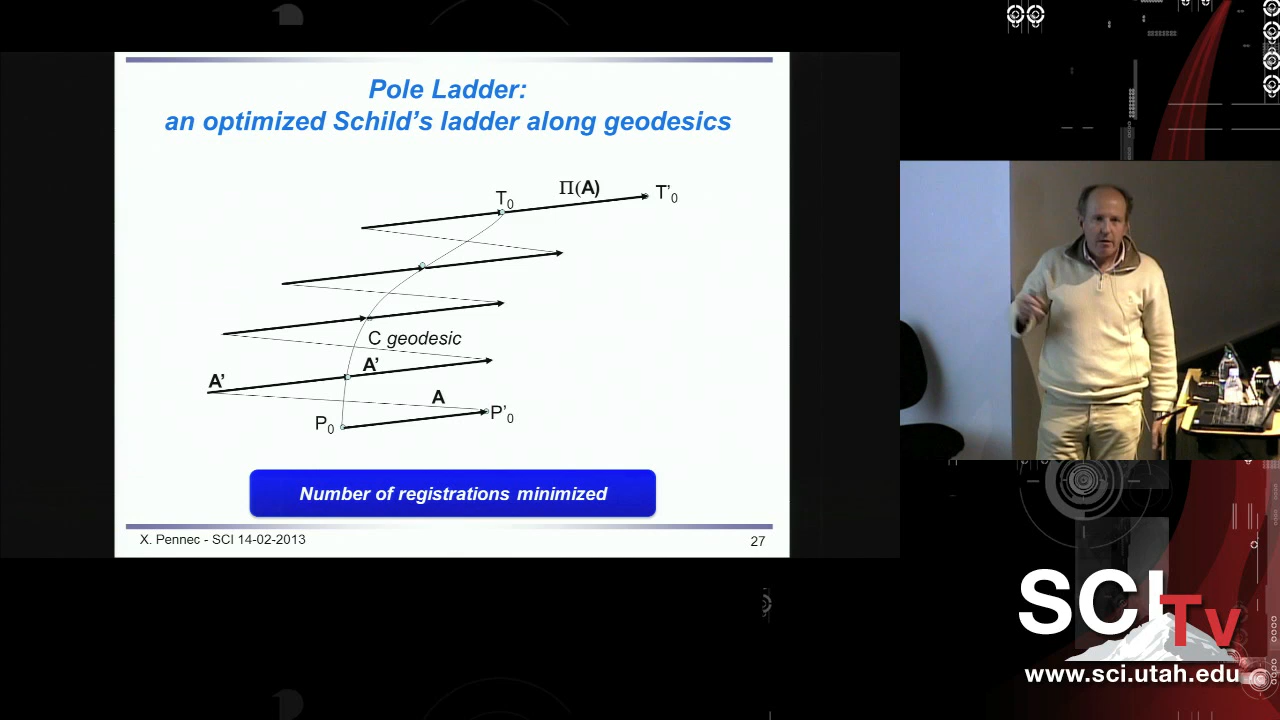 Pole Ladder:
an optimized Schild's ladder along geodesics
T0
Π(A)
T'0
C geodesic
A'
A'
A
P0
P'0
Number of registrations minimized
X. Pennec - SCI 14-02-2013
27
SCI
Tv
www.sci.utah.edu